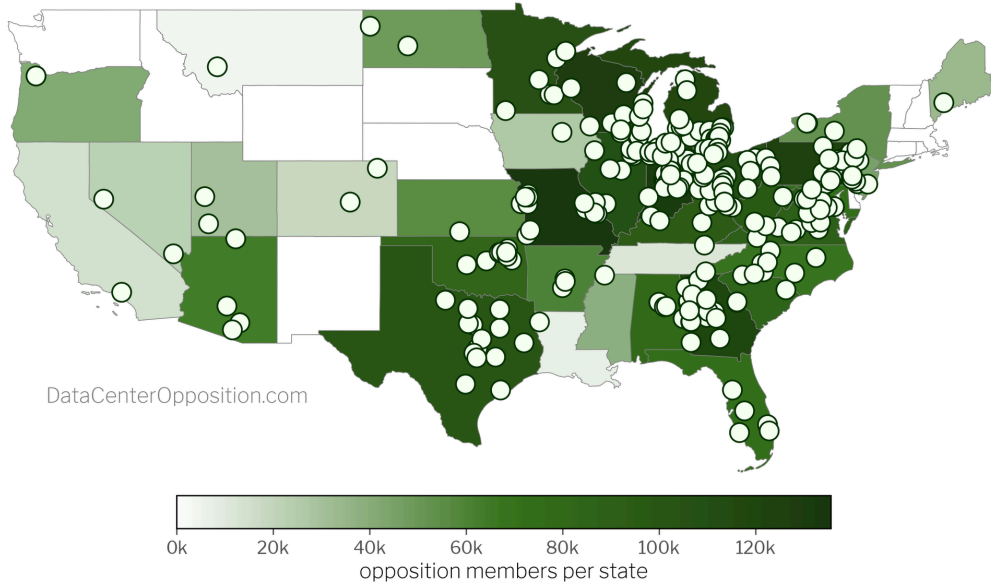 DataCenterOpposition.com
0k 20k 40k 60k 80k 100k 120k
opposition members per state